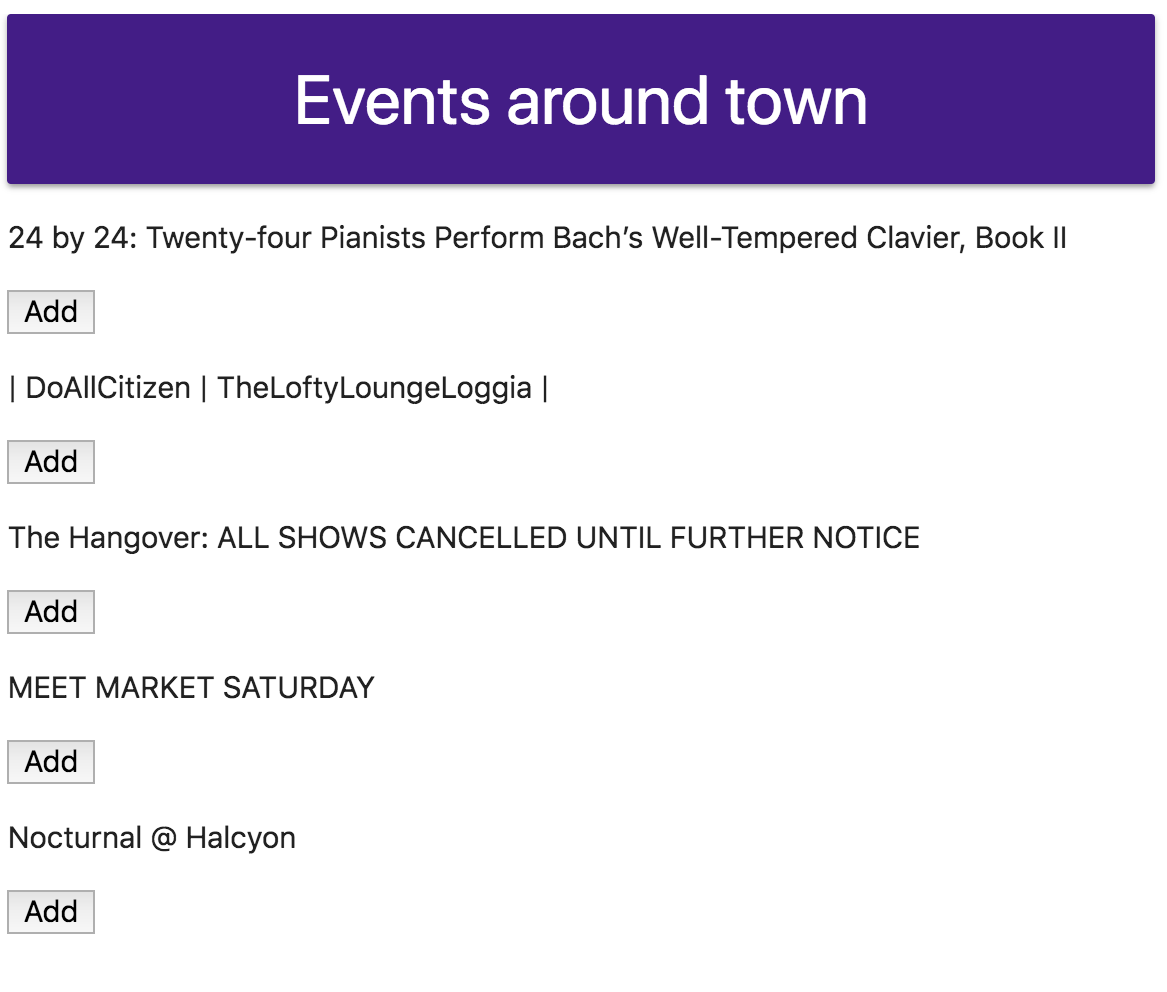 Events around town
24 by 24: Twenty-four Pianists Perform Bach’s Well-Tempered Clavier, Book II
Add
| DoAllCitizen | TheLoftyLoungeLoggia |
Add
The Hangover: ALL SHOWS CANCELLED UNTIL FURTHER NOTICE
Add
MEET MARKET SATURDAY
Add
Nocturnal @ Halcyon
Add